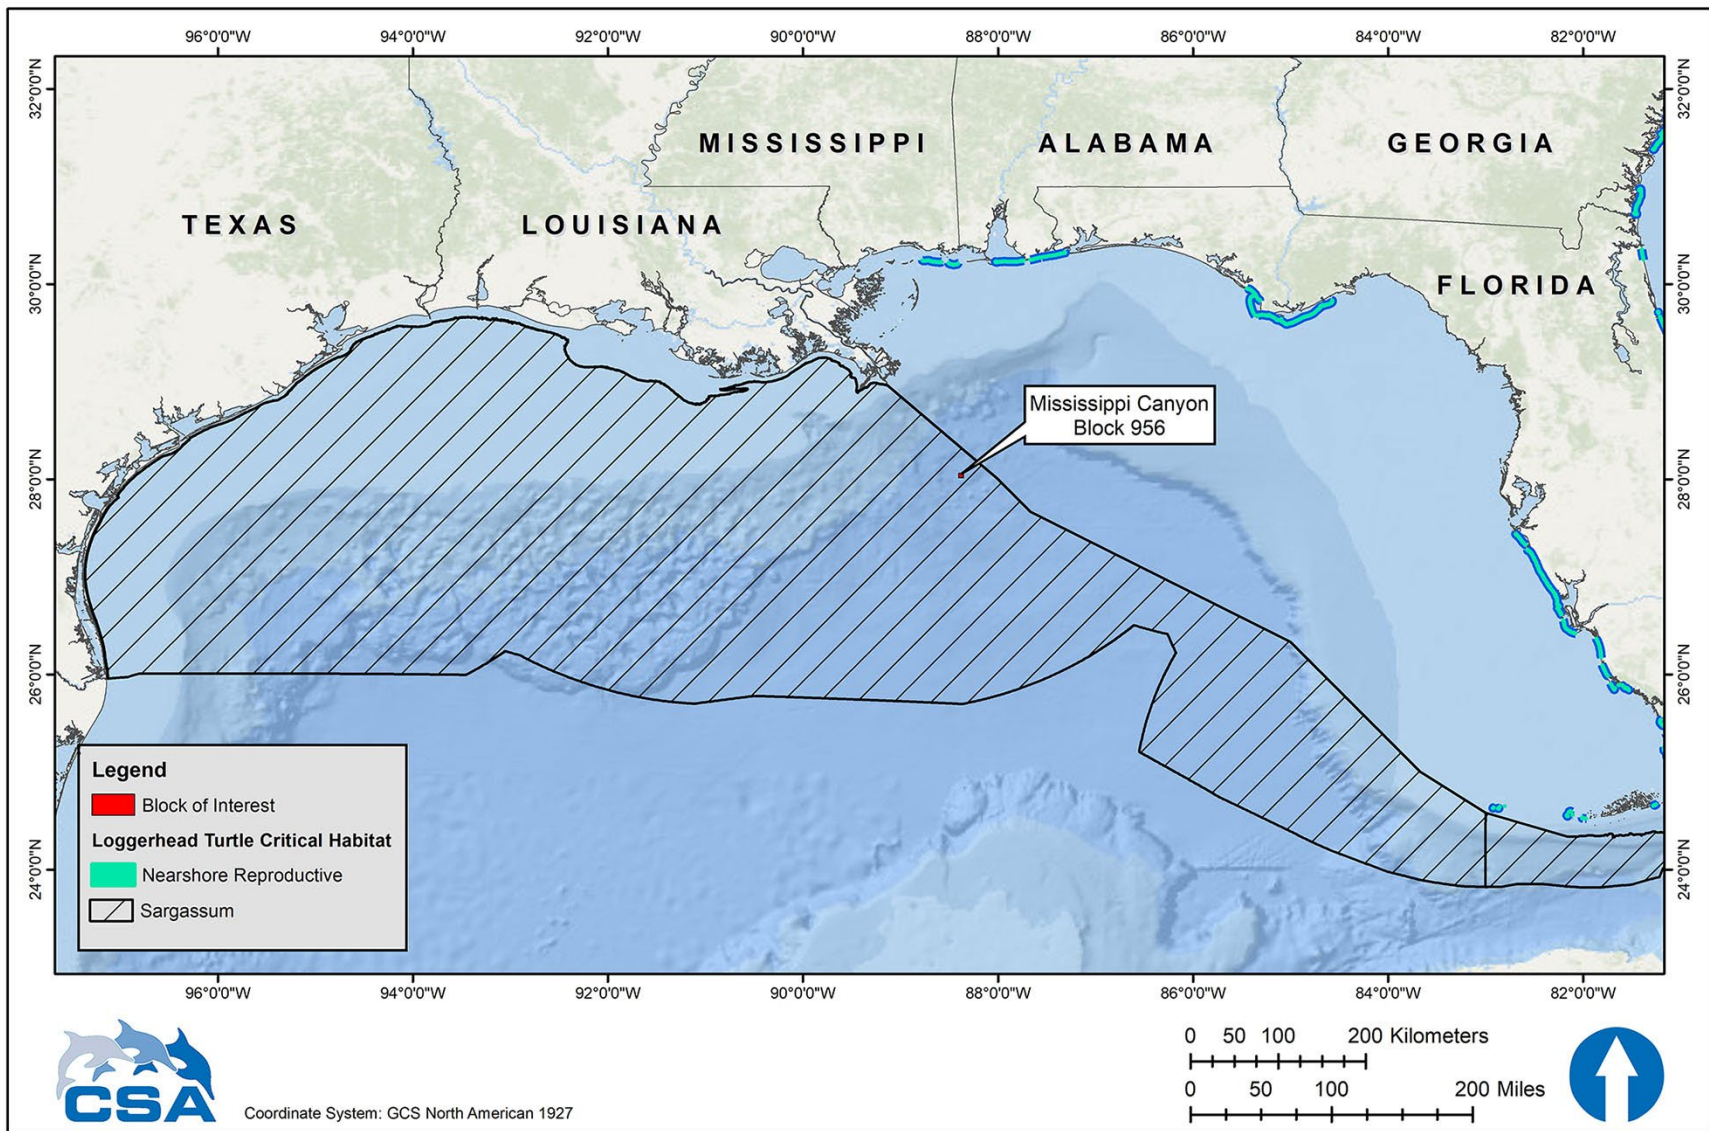 96°0'0"W 94°0'0"W 92°0'0"W 90°0'0"W 88°0'0"W 86°0'0"W 84°0'0"W 82°0'0"W
32°0'0"N 32°0'0"N
MISSISSIPPI ALABAMA GEORGIA
TEXAS LOUISIANA
30°0'0"N FLORIDA 30°0'0"N
Mississippi Canyon
Block 956
28°0'0"N 28°0'0"N
26°0'0"N 26°0'0"N
Legend
Block of Interest
Loggerhead Turtle Critical Habitat
Nearshore Reproductive
Sargassum
24°0'0"N 24°0'0"N
96°0'0"W 94°0'0"W 92°0'0"W 90°0'0"W 88°0'0"W 86°0'0"W 84°0'0"W 82°0'0"W
CSA
Coordinate System: GCS North American 1927
0 50 100 200 Kilometers
0 50 100 200 Miles